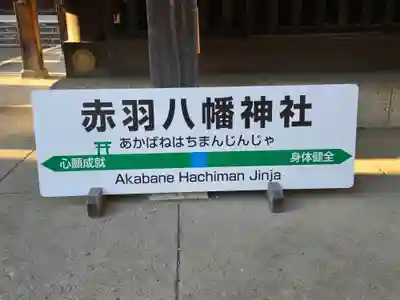 赤羽八幡神社
あかばねはちまんじんじゃ
心願成就 身体健全
Akabane Hachiman Jinja